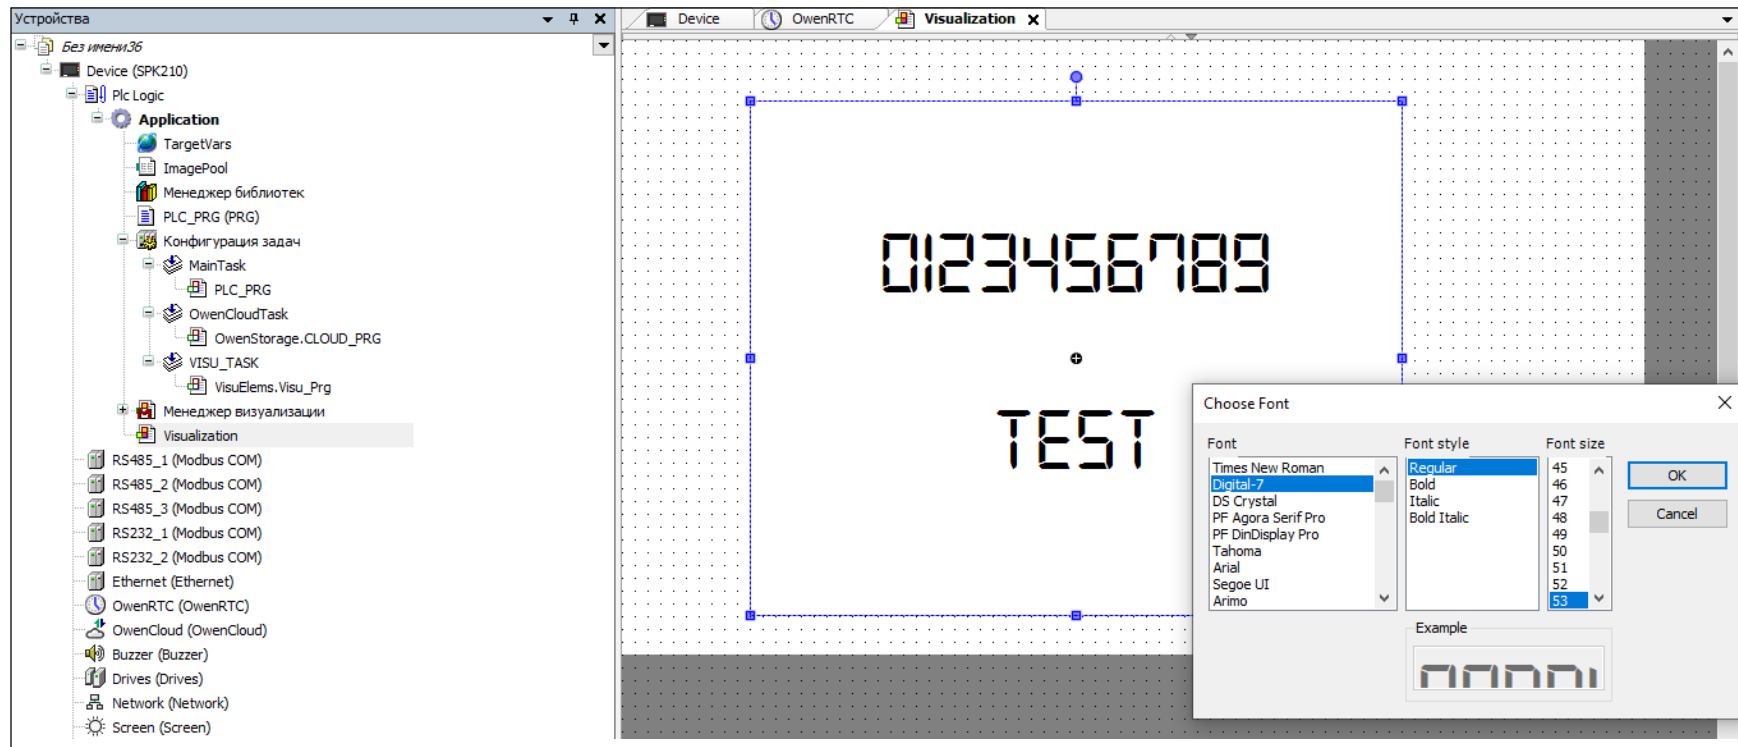 Устройства
Без имени36
Device (SPK210)
Plc Logic
Application
TargetVars
ImagePool
Менеджер библиотек
PLC_PRG (PRG)
Конфигурация задач
MainTask
PLC_PRG
OwenCloudTask
OwenStorage.CLOUD_PRG
VISU_TASK
VisuElems.Visu_Prg
Менеджер визуализации
Visualization
RS485_1 (Modbus COM)
RS485_2 (Modbus COM)
RS485_3 (Modbus COM)
RS232_1 (Modbus COM)
RS232_2 (Modbus COM)
Ethernet (Ethernet)
OwenRTC (OwenRTC)
OwenCloud (OwenCloud)
Buzzer (Buzzer)
Drives (Drives)
Network (Network)
Screen (Screen)
Device OwenRTC Visualization
0123456789
TEST
Choose Font
Font Font style Font size
Times New Roman
Digital-7
DS Crystal
PF Agora Serif Pro
PF DinDisplay Pro
Tahoma
Arial
Segoe UI
Arimo
Regular
Bold
Italic
Bold Italic
45
46
47
48
49
50
51
52
53
OK
Cancel
Example